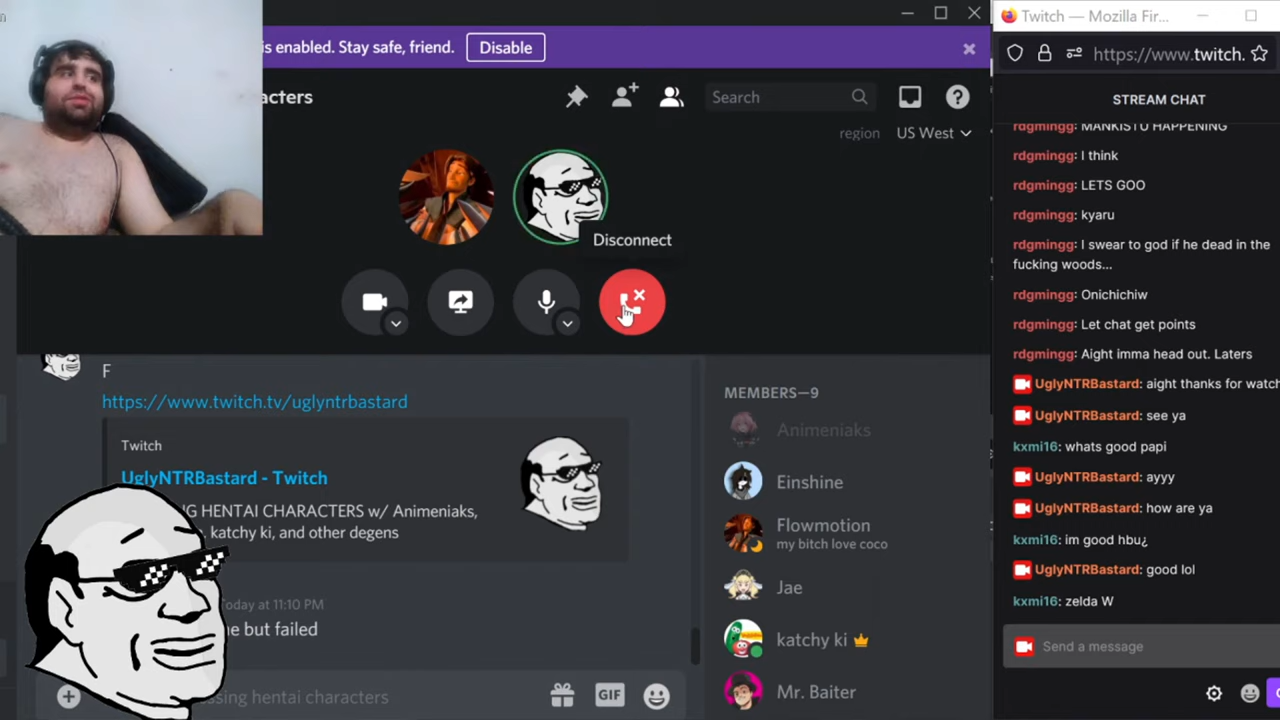 n
is enabled. Stay safe, friend.
Disable
acters
Search
region
US West
Disconnect
F
https://www.twitch.tv/uglyntrbastard
Twitch
UglyNTRBastard - Twitch
G HENTAI CHARACTERS w/ Animeniaks,
katchy ki, and other degens
oday at 11:10 PM
e but failed
sing hentai characters
GIF
MEMBERS—9
Animeniaks
Einshine
Flowmotion
my bitch love coco
Jae
katchy ki
Mr. Baiter
Twitch — Mozilla Fir...
https://www.twitch.
STREAM CHAT
rdgmingg: MANKISTU HAPPENING
rdgmingg: I think
rdgmingg: LETS GOO
rdgmingg: kyaru
rdgmingg: I swear to god if he dead in the
fucking woods...
rdgmingg: Onichichiw
rdgmingg: Let chat get points
rdgmingg: Aight imma head out. Laters
UglyNTRBastard: aight thanks for watch
UglyNTRBastard: see ya
kxmi16: whats good papi
UglyNTRBastard: ayyy
UglyNTRBastard: how are ya
kxmi16: im good hbu¿
UglyNTRBastard: good lol
kxmi16: zelda W
Send a message